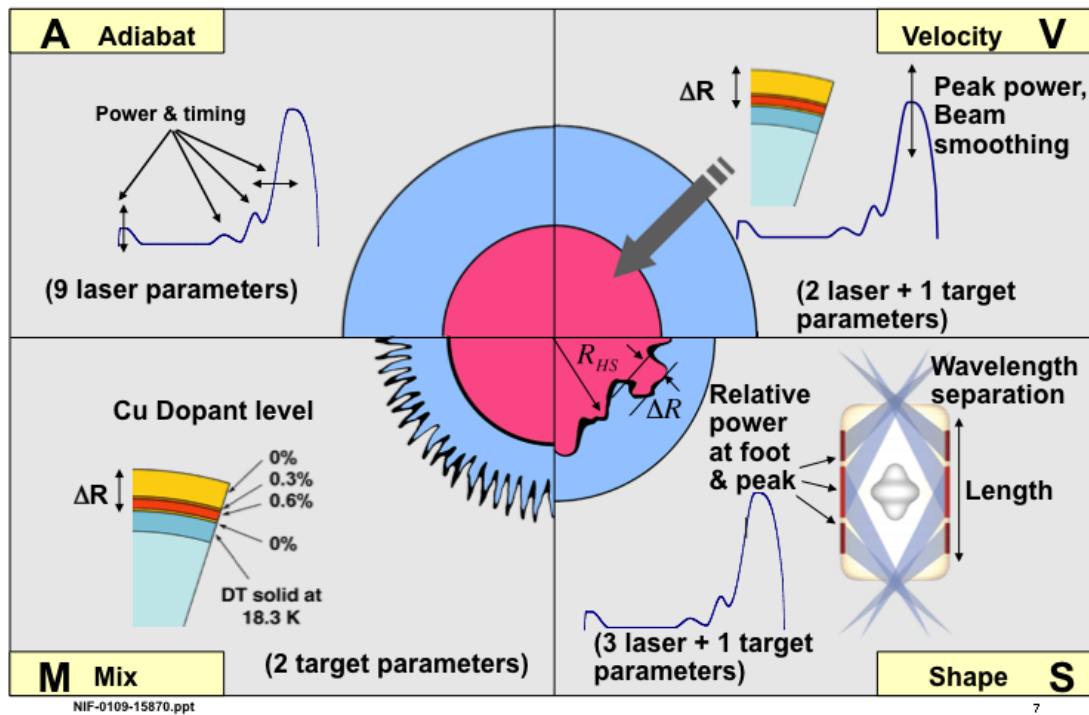 A Adiabat
Power & timing
(9 laser parameters)
Velocity V
ΔR
Peak power,
Beam
smoothing
(2 laser + 1 target
parameters)
Cu Dopant level
ΔR
0%
0.3%
0.6%
0%
DT solid at
18.3 K
(2 target parameters)
M Mix
R_HS
ΔR
Relative
power
at foot
& peak
Wavelength
separation
Length
(3 laser + 1 target
parameters)
Shape S
NIF-0109-15870.ppt
7